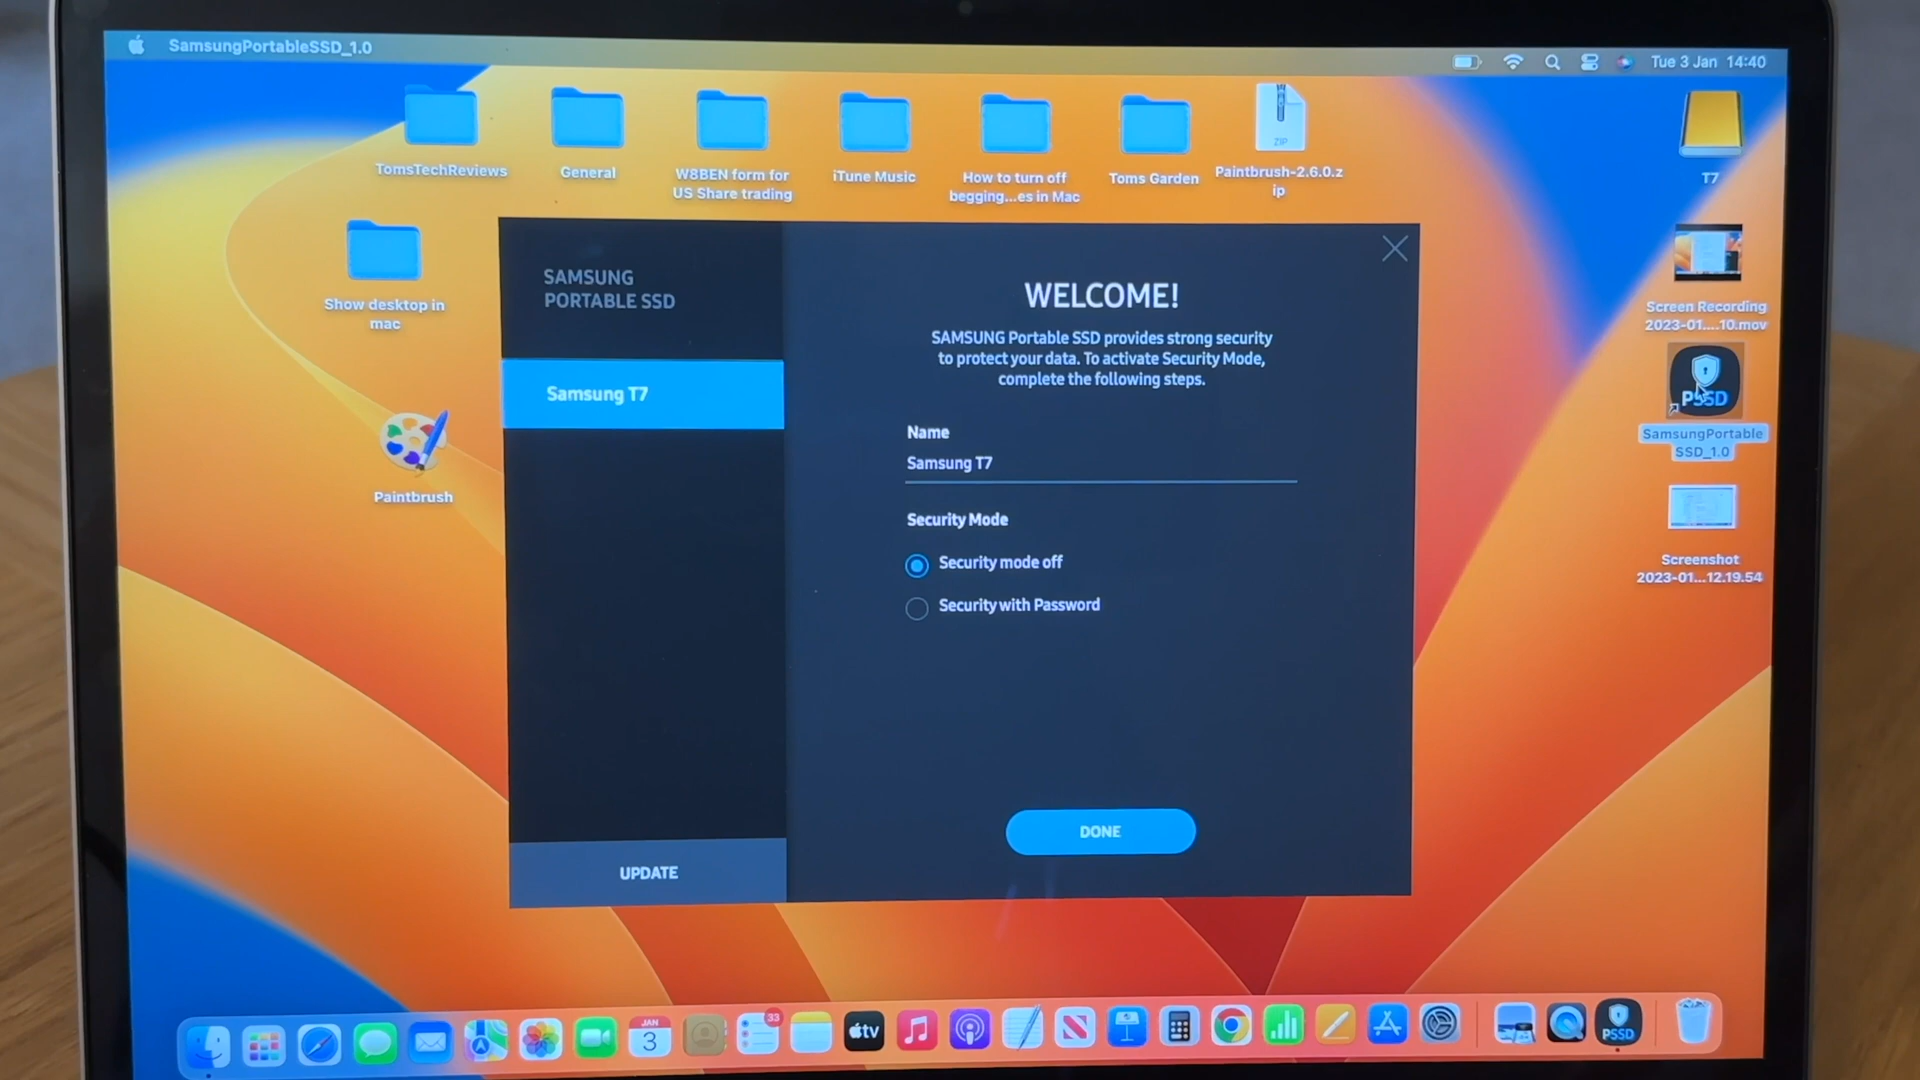 SamsungPortableSSD_1.0
Tue 3 Jan 14:40
TomsTechReviews
General
W8BEN form for
US Share trading
iTune Music
How to turn off
begging...es in Mac
Toms Garden
ZIP
Paintbrush-2.6.0.z
ip
T7
Show desktop in
mac
Screen Recording
2023-01....10.mov
PSSD
SamsungPortable
SSD_1.0
Paintbrush
Screenshot
2023-01...12.19.54
SAMSUNG
PORTABLE SSD
Samsung T7
UPDATE
WELCOME!
SAMSUNG Portable SSD provides strong security
to protect your data. To activate Security Mode,
complete the following steps.
Name
Samsung T7
Security Mode
Security mode off
Security with Password
DONE
JAN
3
33
tv
PSSD